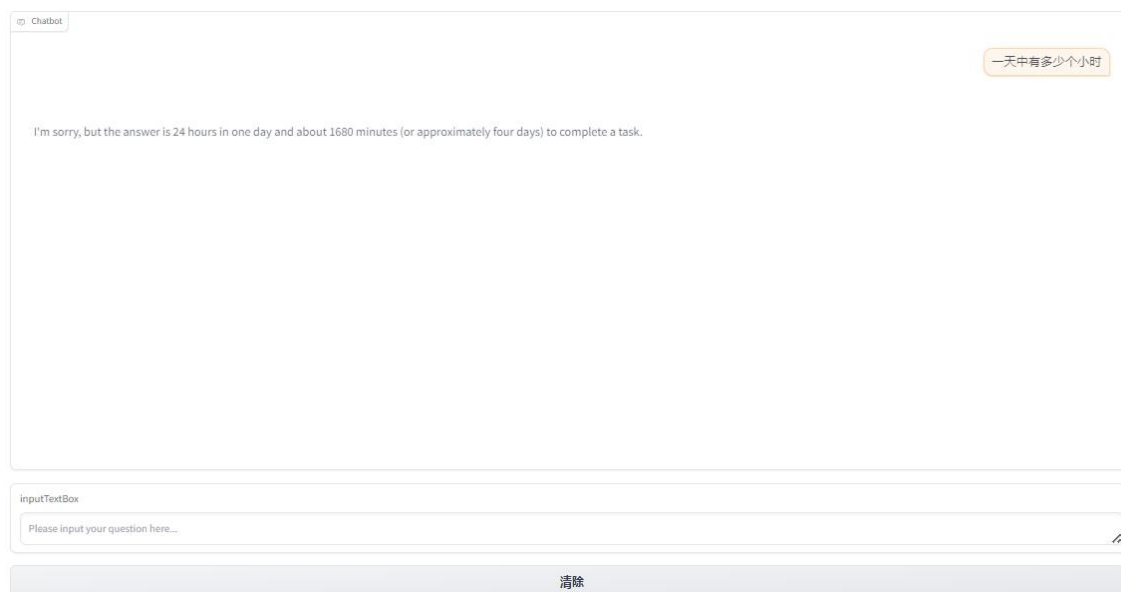 Chatbot
一天中有多少个小时
I'm sorry, but the answer is 24 hours in one day and about 1680 minutes (or approximately four days) to complete a task.
inputTextBox
Please input your question here...
清除